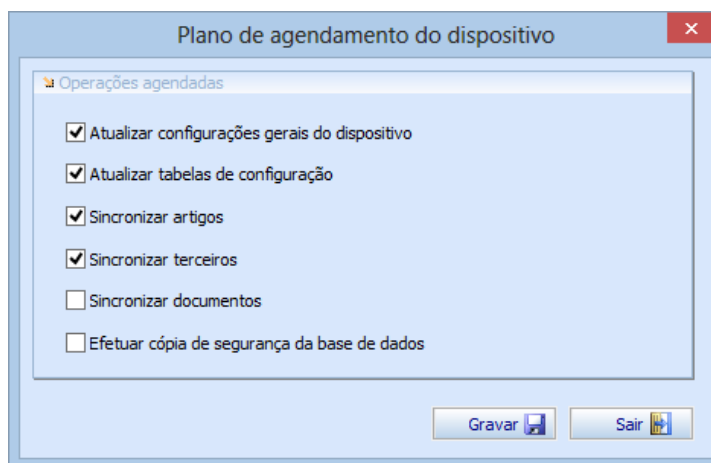 Plano de agendamento do dispositivo
Operações agendadas
Atualizar configurações gerais do dispositivo
Atualizar tabelas de configuração
Sincronizar artigos
Sincronizar terceiros
Sincronizar documentos
Efetuar cópia de segurança da base de dados
Gravar Sair